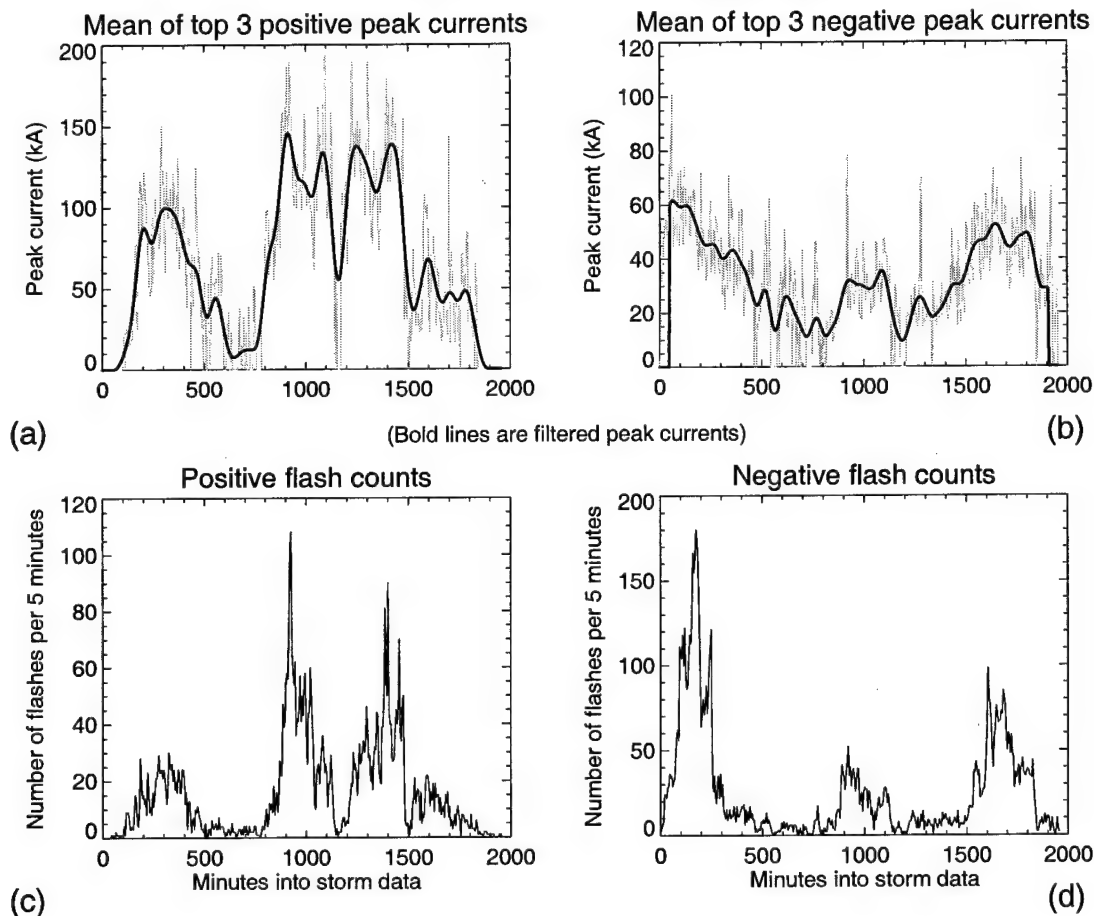 Mean of top 3 positive peak currents
Peak current (kA)
200
150
100
50
0
0 500 1000 1500 2000
(a)
Mean of top 3 negative peak currents
Peak current (kA)
120
100
80
60
40
20
0
0 500 1000 1500 2000
(b)
(Bold lines are filtered peak currents)
Positive flash counts
Number of flashes per 5 minutes
120
100
80
60
40
20
0
0 500 1000 1500 2000
Minutes into storm data
(c)
Negative flash counts
Number of flashes per 5 minutes
200
150
100
50
0
0 500 1000 1500 2000
Minutes into storm data
(d)